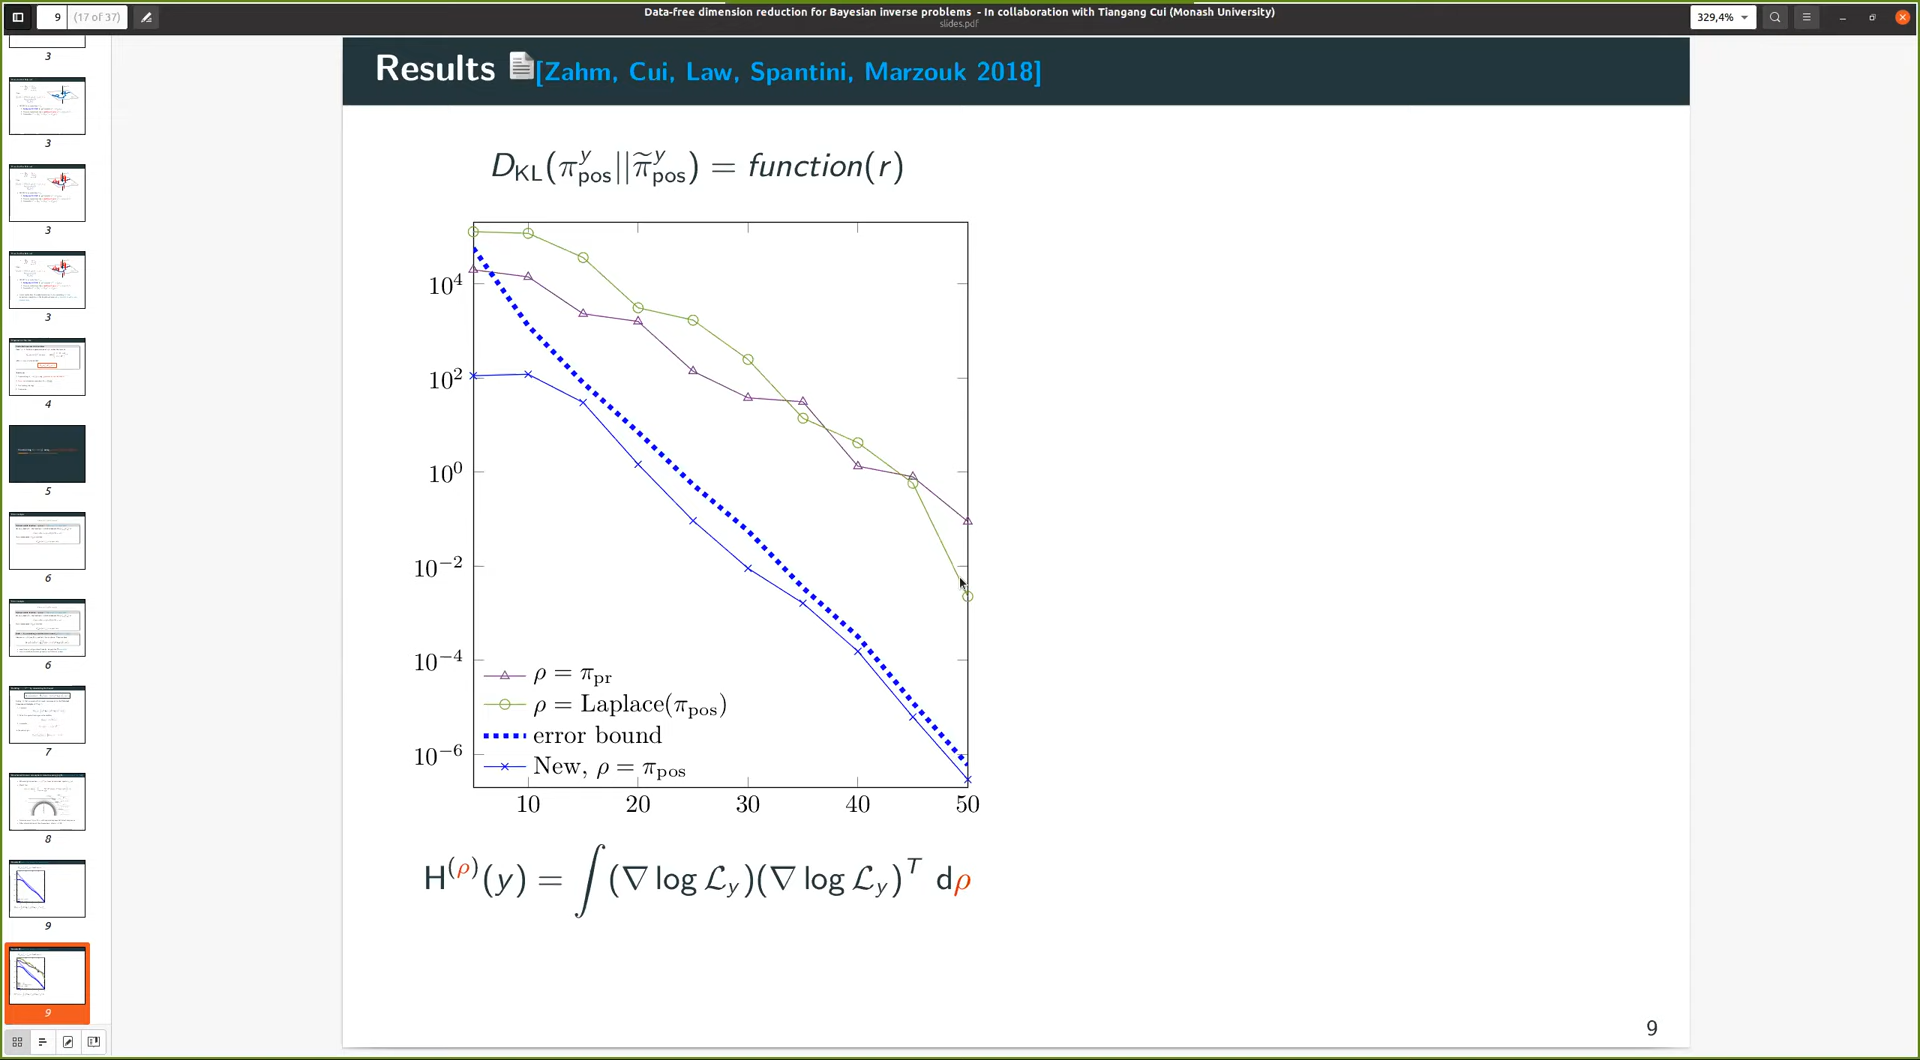 9 (17 of 37)
Data-free dimension reduction for Bayesian inverse problems - In collaboration with Tiangang Cui (Monash University)
slides.pdf
329,4%
3
3
3
3
4
5
6
6
7
8
9
9
Results [Zahm, Cui, Law, Spantini, Marzouk 2018]
D_KL(π^y_pos||π̃^y_pos) = function(r)
10^4
10^2
10^0
10^−2
10^−4
10^−6
ρ = π_pr
ρ = Laplace(π_pos)
error bound
New, ρ = π_pos
10 20 30 40 50
H^(ρ)(y) = ∫(∇ log ℒ_y)(∇ log ℒ_y)^T dρ
9